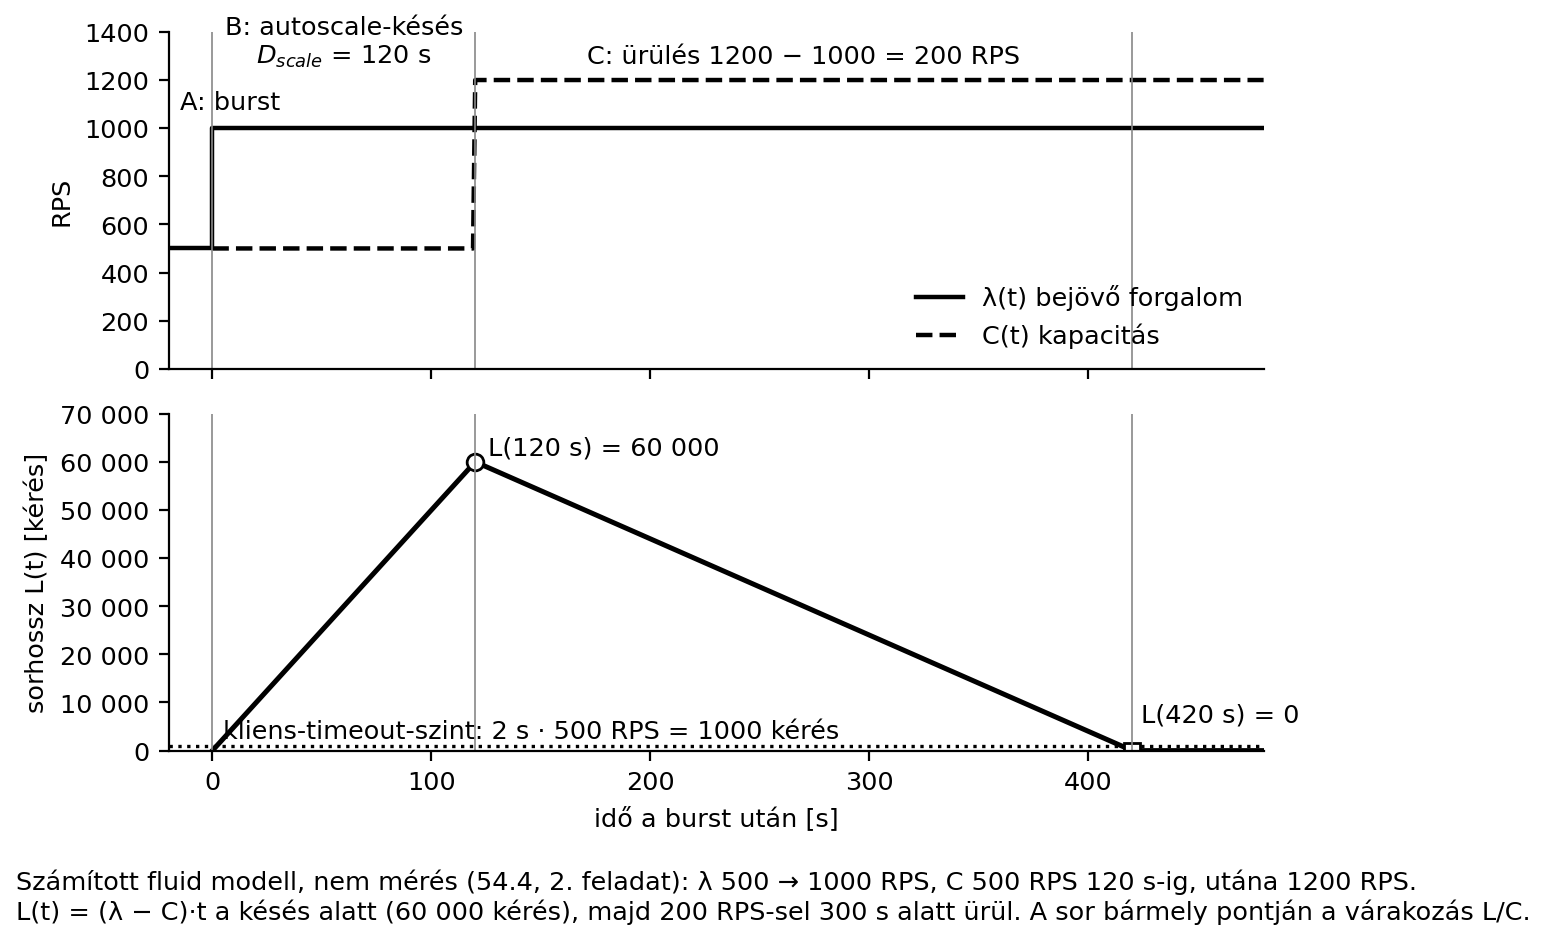 B: autoscale-késés
D_scale = 120 s
C: ürülés 1200 − 1000 = 200 RPS
A: burst
1400
1200
1000
800
600
400
200
0
RPS
λ(t) bejövő forgalom
C(t) kapacitás
70 000
60 000
50 000
40 000
30 000
20 000
10 000
0
sorhossz L(t) [kérés]
L(120 s) = 60 000
L(420 s) = 0
kliens-timeout-szint: 2 s · 500 RPS = 1000 kérés
0 100 200 300 400
idő a burst után [s]
Számított fluid modell, nem mérés (54.4, 2. feladat): λ 500 → 1000 RPS, C 500 RPS 120 s-ig, utána 1200 RPS.
L(t) = (λ − C)·t a késés alatt (60 000 kérés), majd 200 RPS-sel 300 s alatt ürül. A sor bármely pontján a várakozás L/C.